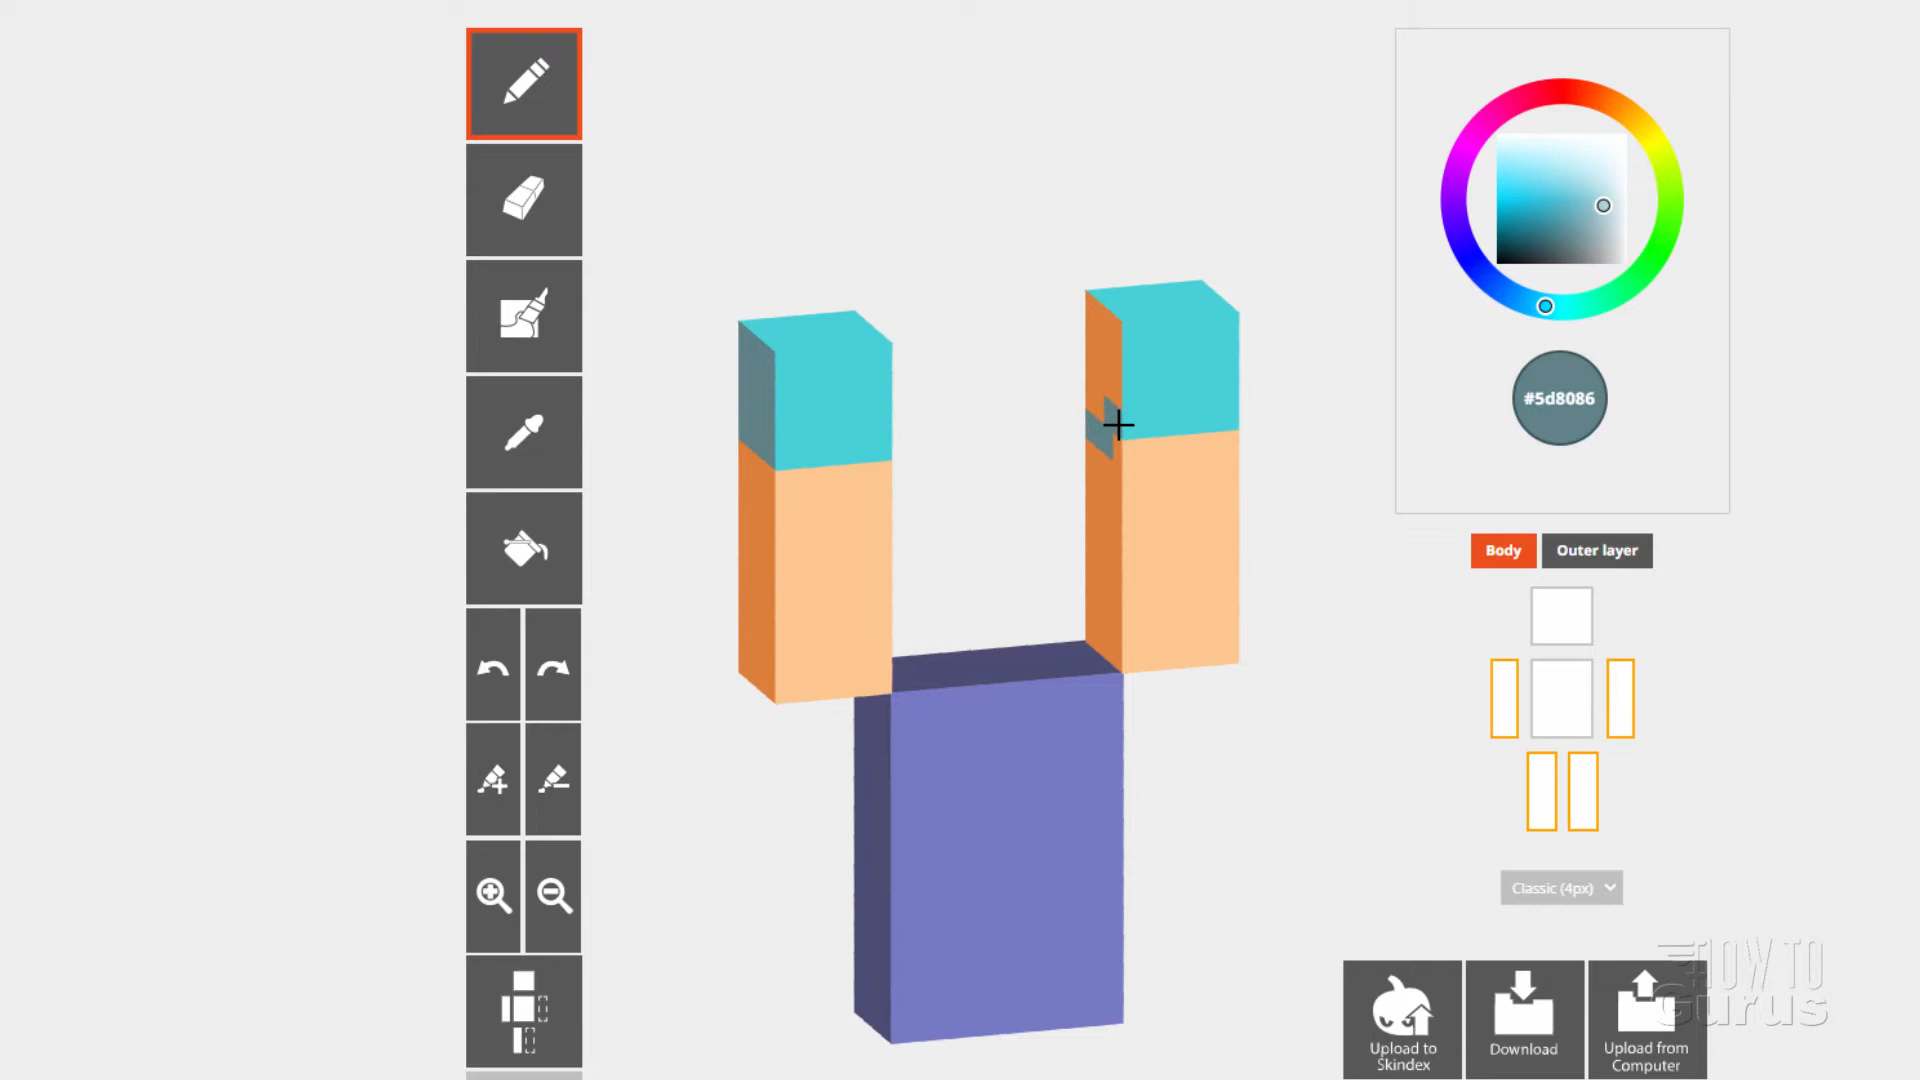 #5d8086
Body
Outer layer
Classic (4px)
Upload to
Skindex
Download
Upload from
Computer
HOW TO
Gurus